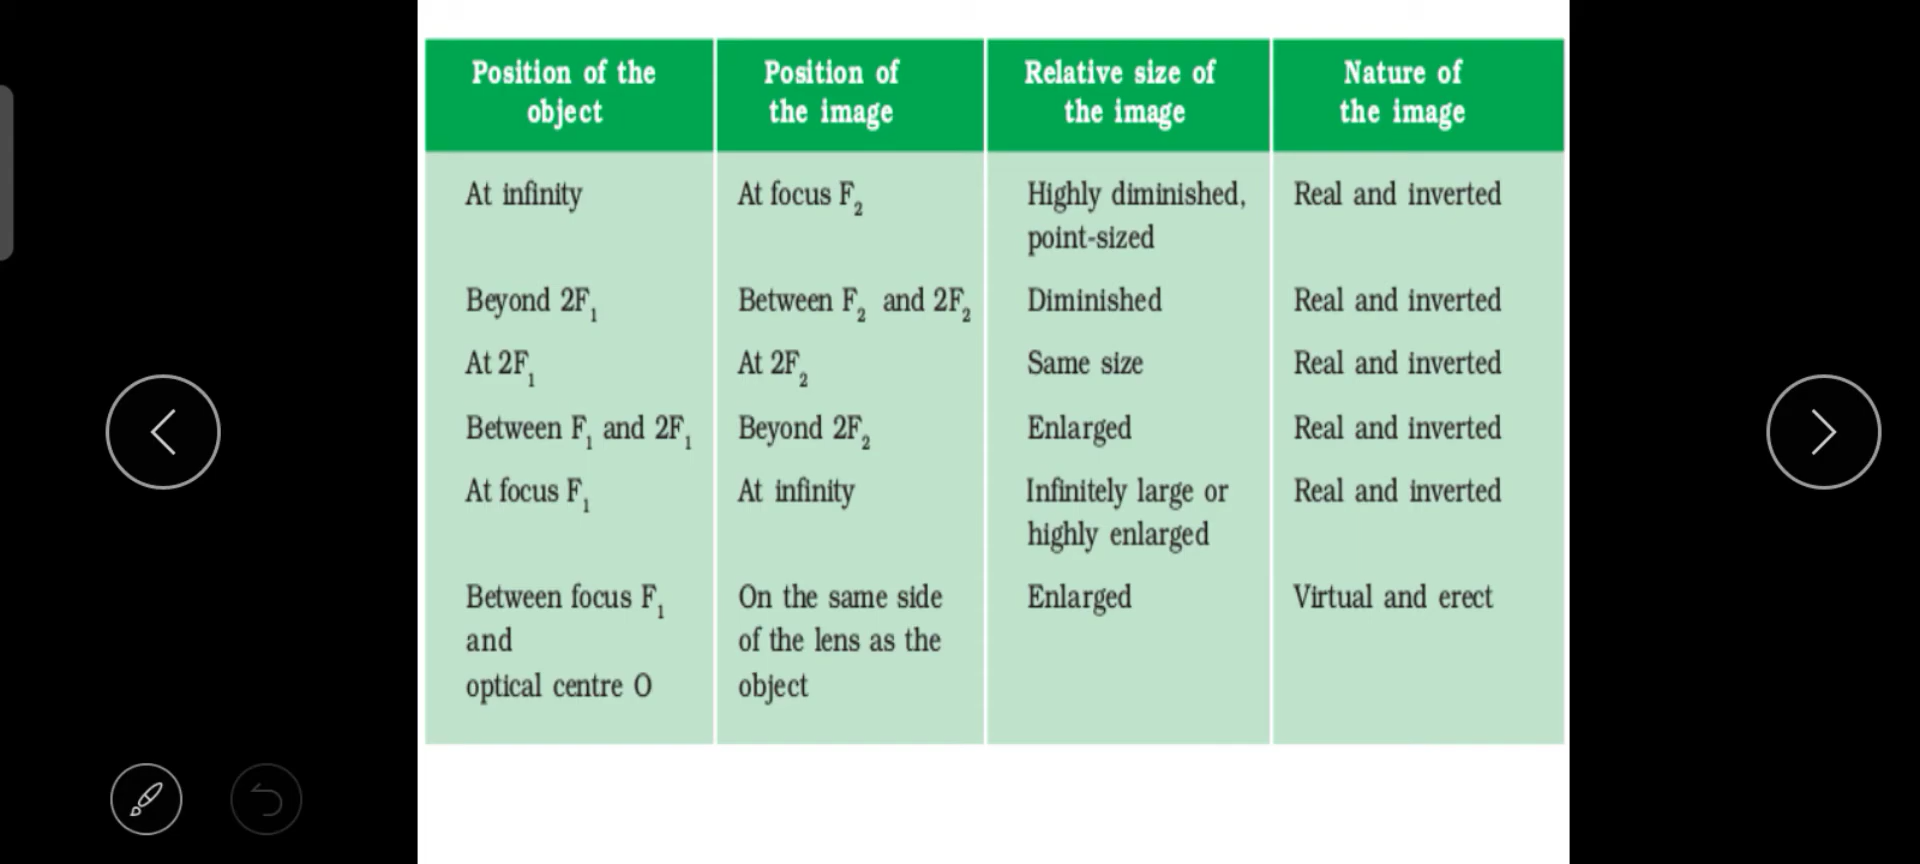 Position of the object | Position of the image | Relative size of the image | Nature of the image
At infinity | At focus F₂ | Highly diminished, point-sized | Real and inverted
Beyond 2F₁ | Between F₂ and 2F₂ | Diminished | Real and inverted
At 2F₁ | At 2F₂ | Same size | Real and inverted
Between F₁ and 2F₁ | Beyond 2F₂ | Enlarged | Real and inverted
At focus F₁ | At infinity | Infinitely large or highly enlarged | Real and inverted
Between focus F₁ and optical centre O | On the same side of the lens as the object | Enlarged | Virtual and erect